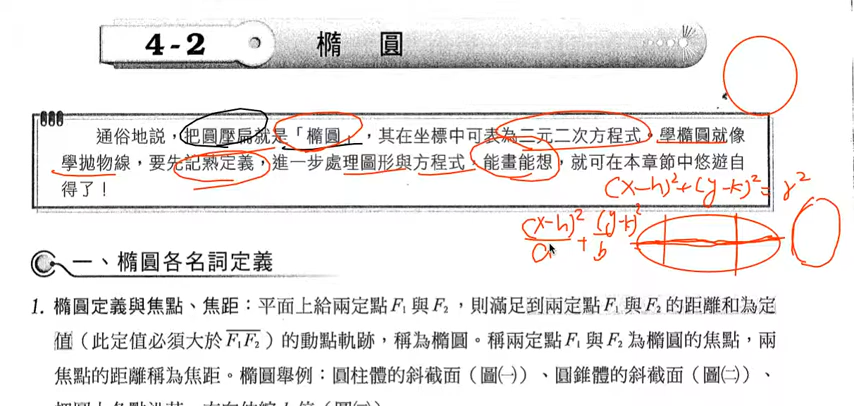 4-2 橢圓
通俗地説，把圓壓扁就是「橢圓」，其在坐標中可表為二元二次方程式。學橢圓就像
學拋物線，要先記熟定義，進一步處理圖形與方程式，能畫能想，就可在本章節中悠遊自
得了！
(x-h)²+(y-k)²=r²
(x-h)²/a + (y-k)²/b
一、橢圓各名詞定義
1. 橢圓定義與焦點、焦距：平面上給兩定點 F₁ 與 F₂，則滿足到兩定點 F₁ 與 F₂ 的距離和為定
值（此定值必須大於 F₁F₂）的動點軌跡，稱為橢圓。稱兩定點 F₁ 與 F₂ 為橢圓的焦點，兩
焦點的距離稱為焦距。橢圓舉例：圓柱體的斜截面（圖㈠）、圓錐體的斜截面（圖㈡）、